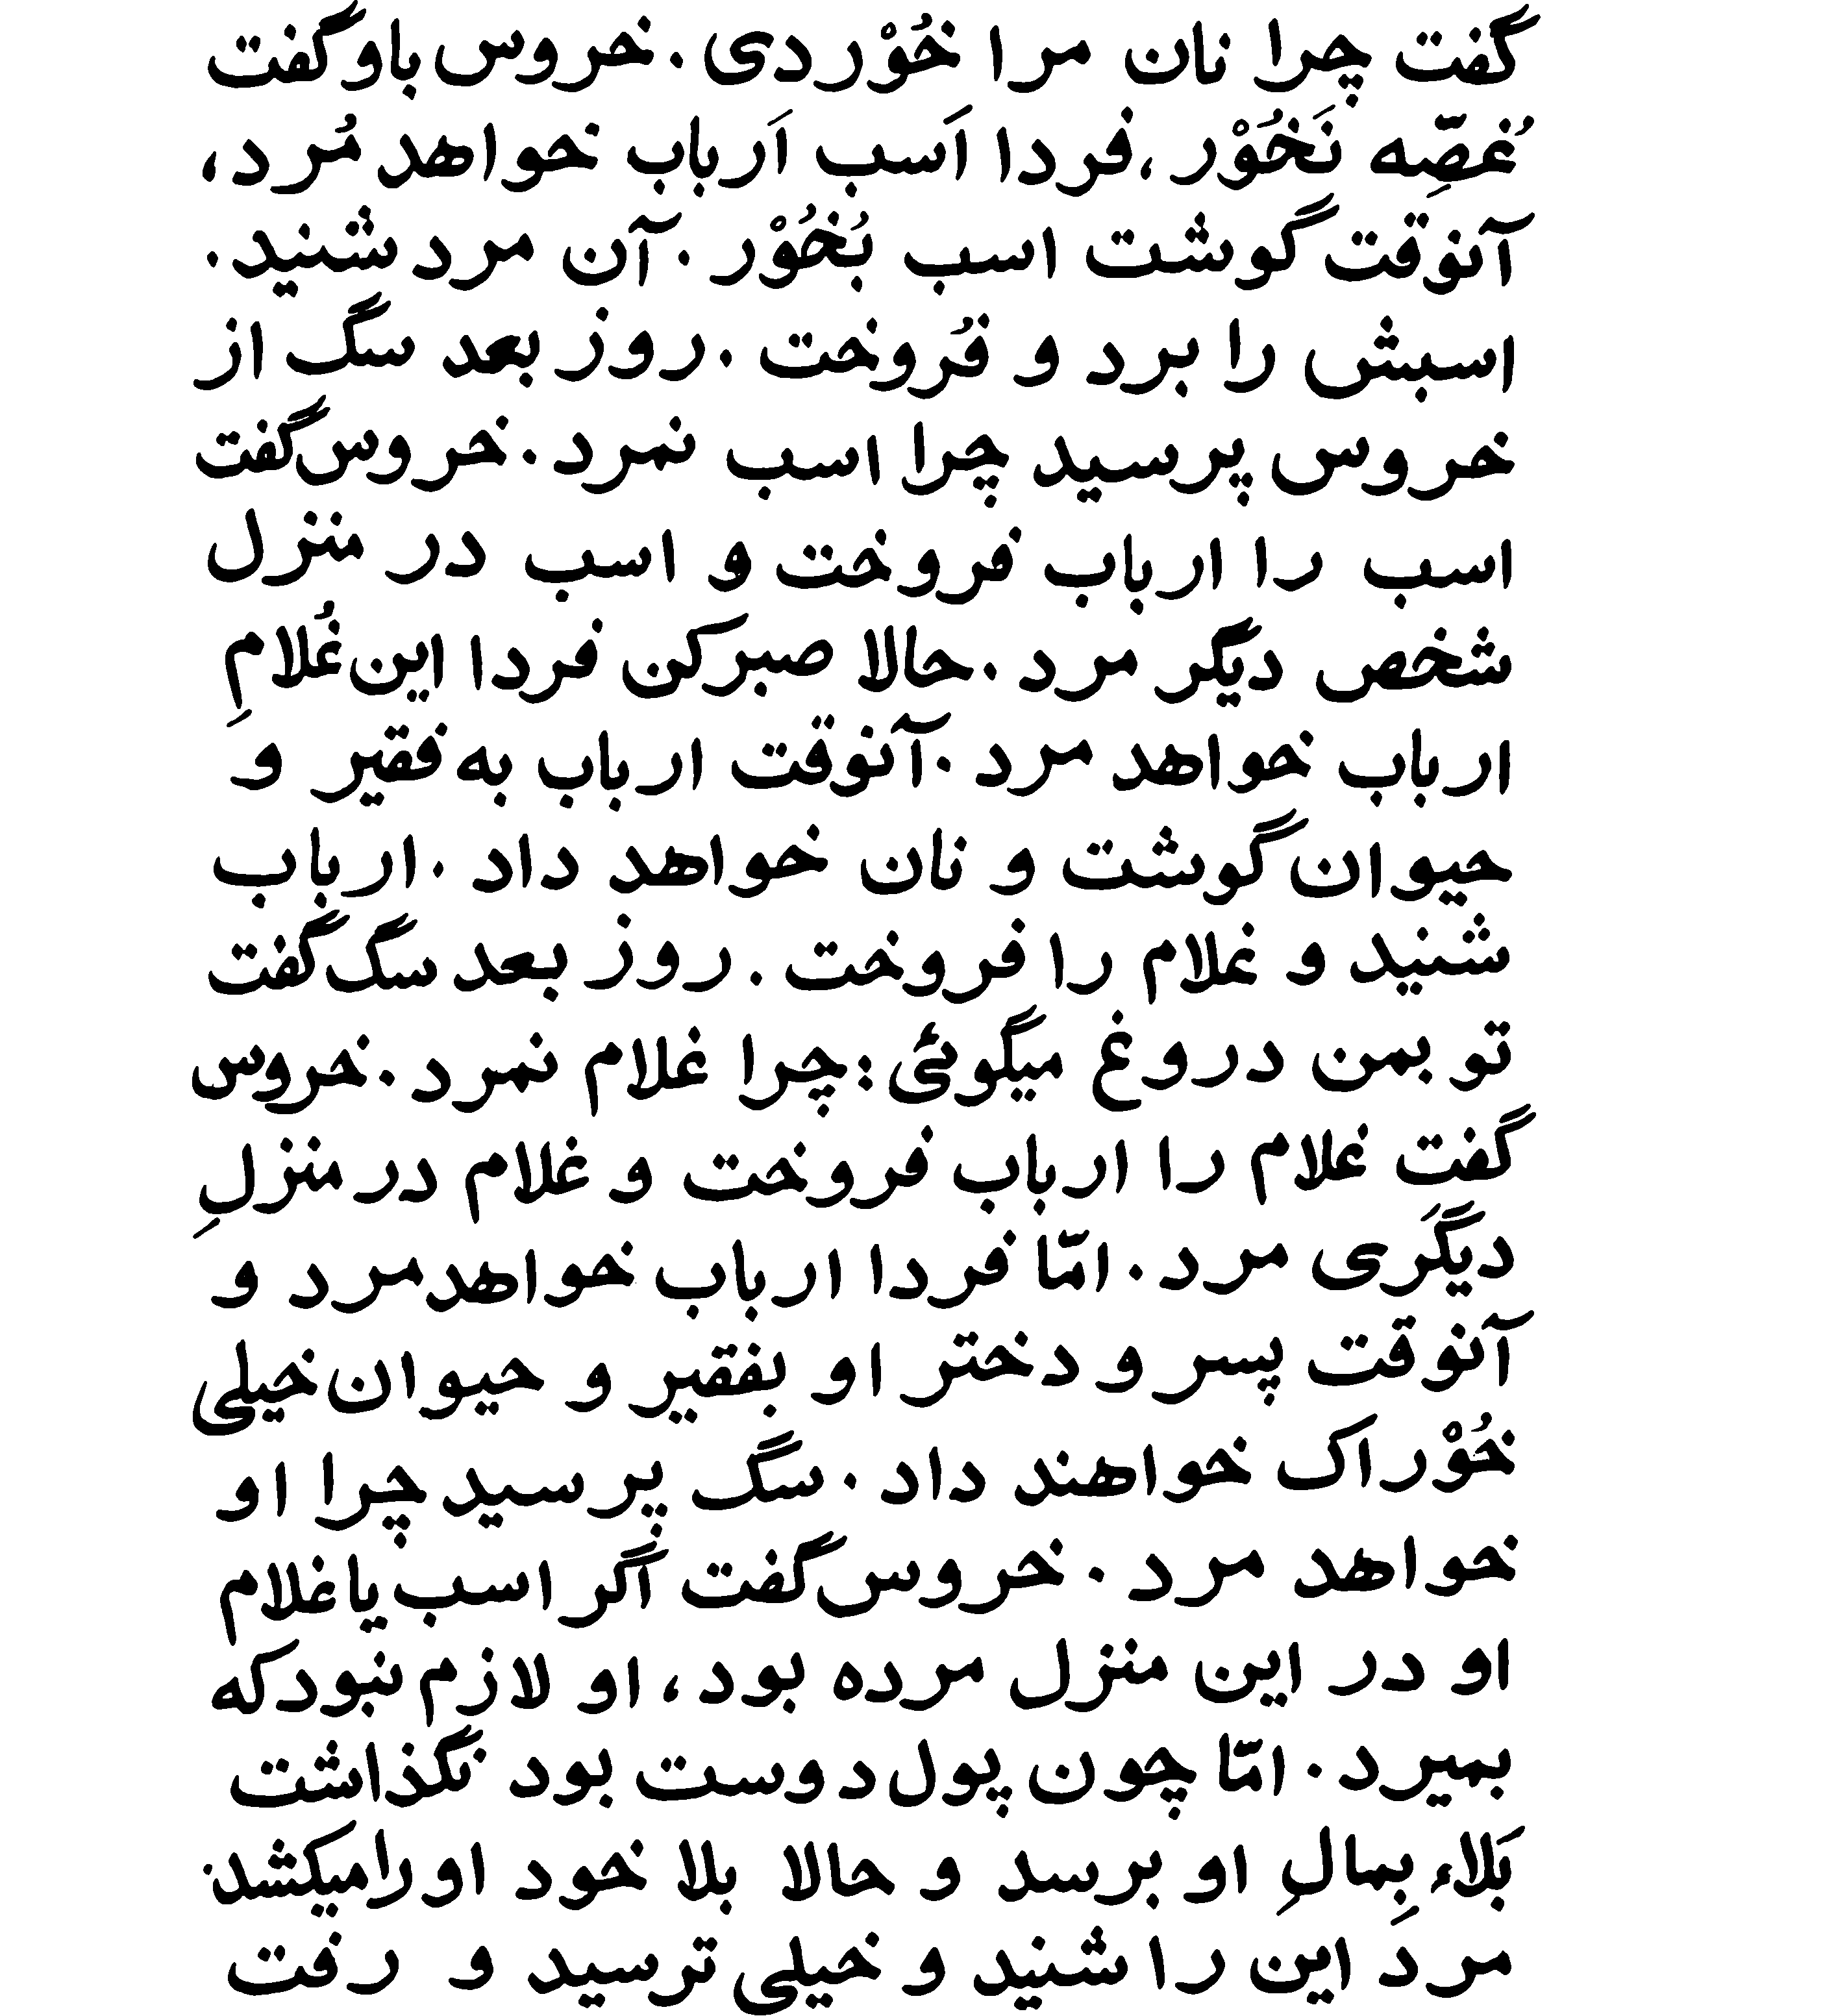 گفت چرا نان مرا خُوْردی . خروس باو گفت
غُصِّه نَخُوْر ، فردا اَسب اَرباب خواهد مُرد ،
آنوقت گوشت اسب بُخُوْر . آن مرد شنید .
اسبش را برد و فُروخت . روز بعد سگ از
خروس پرسید چرا اسب نمرد . خروس گفت
اسب را ارباب فروخت و اسب در منزل
شخص دیگر مرد . حالا صبر کن فردا این غُلامِ
ارباب خواهد مرد . آنوقت ارباب به فقیر و
حیوان گوشت و نان خواهد داد . ارباب
شنید و غلام را فروخت . روز بعد سگ گفت
تو بمن دروغ میگوئی : چرا غلام نمرد . خروس
گفت غلام را ارباب فروخت و غلام در منزلِ
دیگَری مرد . امّا فردا ارباب خواهد مرد و
آنوقت پسر و دختر او بفقیر و حیوان خیلی
خُوْراک خواهند داد . سگ پرسید چرا او
خواهد مرد . خروس گفت اَگر اسب یا غلام
او در این منزل مرده بود ، او لازم نبود که
بمیرد . امّا چون پول دوست بود نگذاشت
بَلاء بِمالِ او برسد و حالا بلا خود او را میکشد .
مردِ این را شنید و خیلی ترسید و رفت